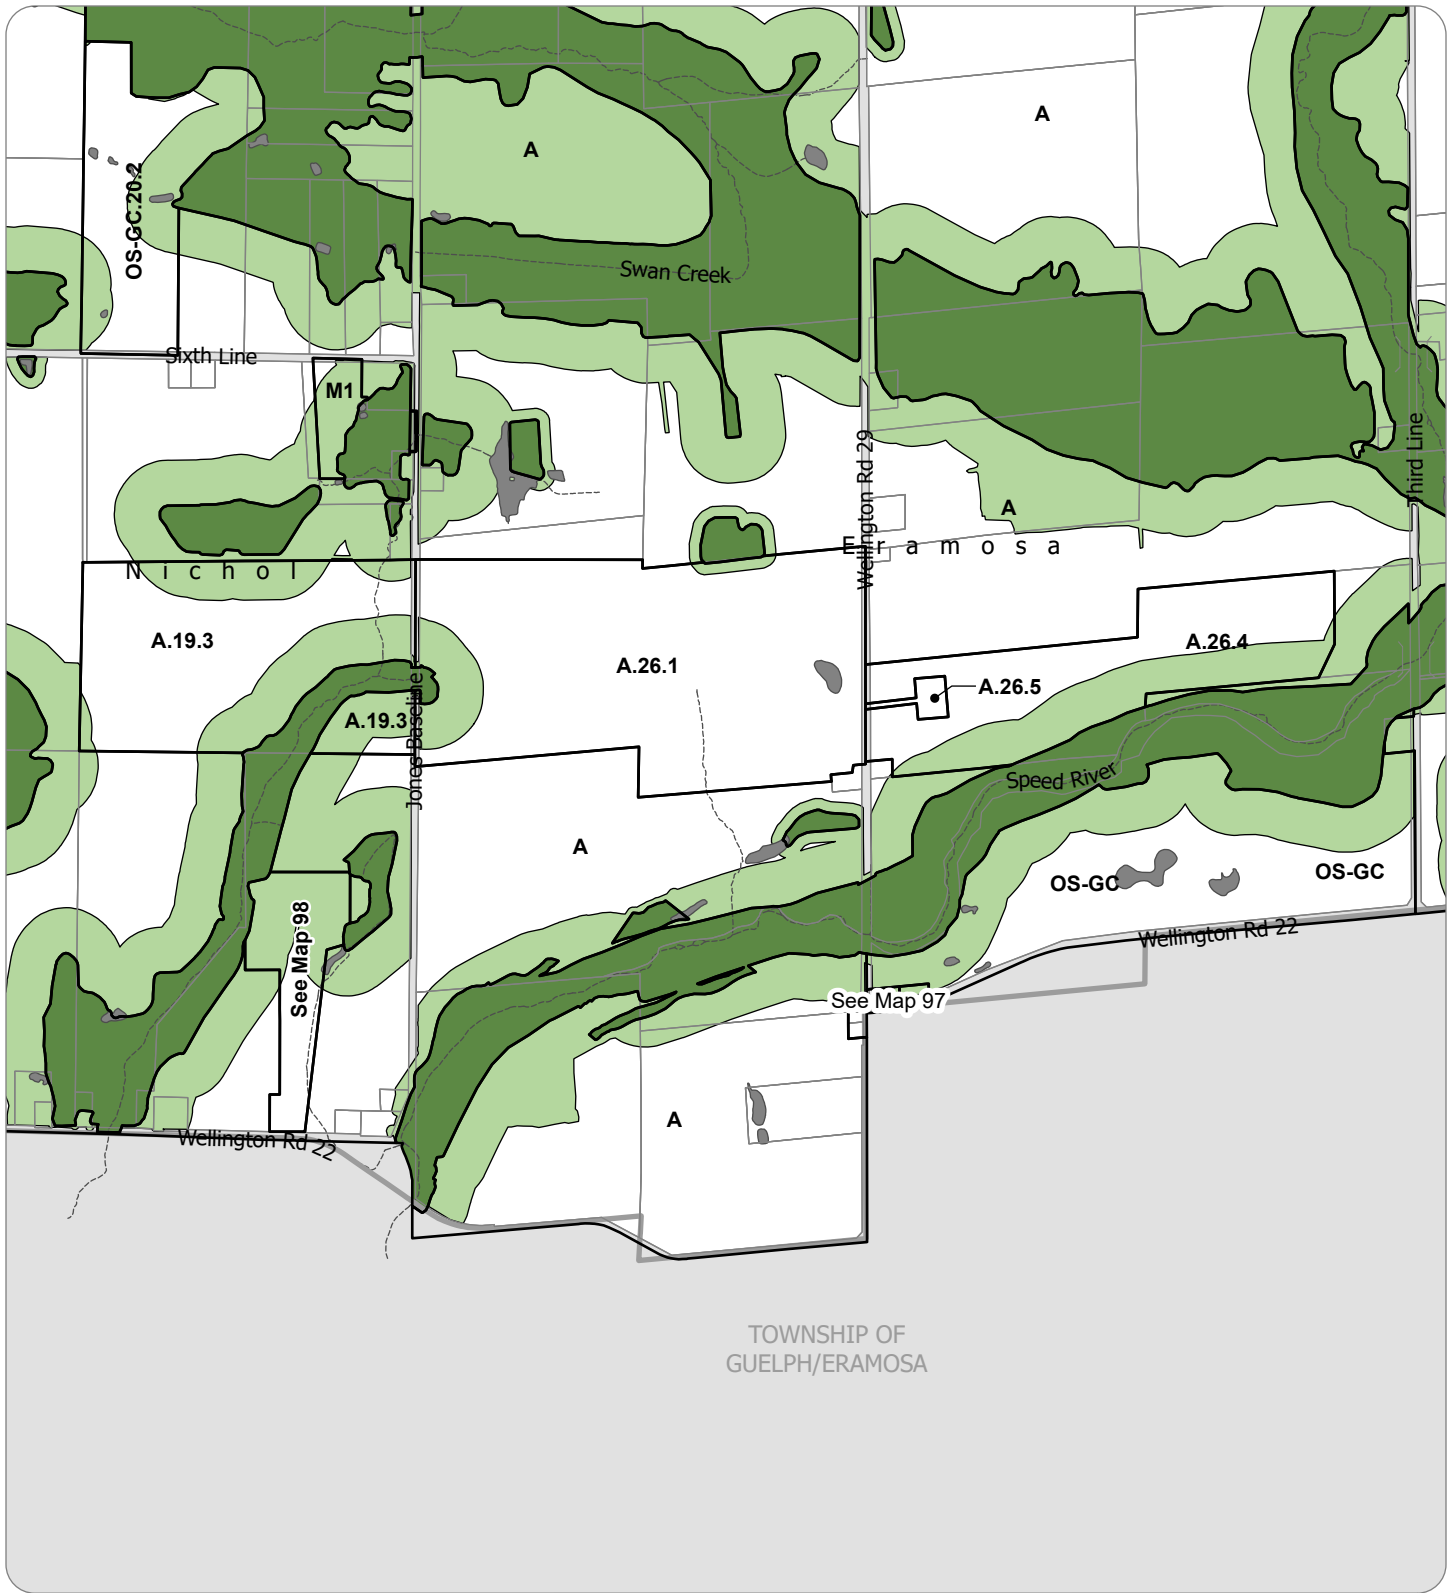 A
A
OS-GC.20.2
Swan Creek
Sixth Line
M1
Wellington Rd 29
Third Line
A
Eramosa
Nichol
A.19.3
A.26.1
A.26.4
A.26.5
A.19.3
Jones Baseline
Speed River
A
OS-GC
OS-GC
See Map 98
Wellington Rd 22
See Map 97
A
Wellington Rd 22
TOWNSHIP OF
GUELPH/ERAMOSA